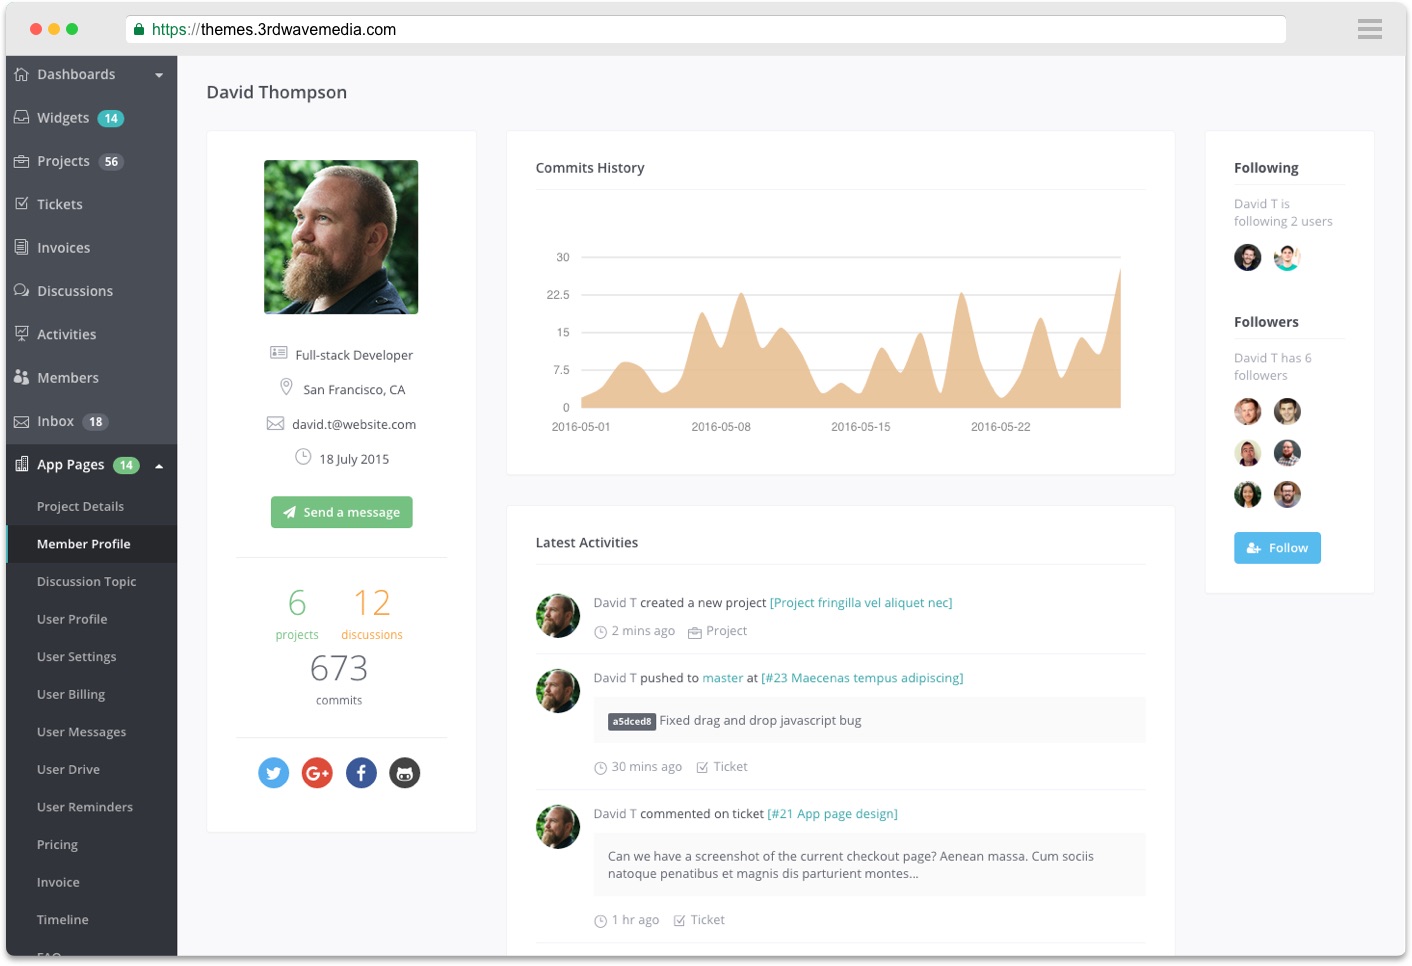 https://themes.3rdwavemedia.com
Dashboards
Widgets 14
Projects 56
Tickets
Invoices
Discussions
Activities
Members
Inbox 18
App Pages 14
Project Details
Member Profile
Discussion Topic
User Profile
User Settings
User Billing
User Messages
User Drive
User Reminders
Pricing
Invoice
Timeline
David Thompson
Full-stack Developer
San Francisco, CA
david.t@website.com
18 July 2015
Send a message
6 12
projects discussions
673
commits
Commits History
30
22.5
15
7.5
0
2016-05-01 2016-05-08 2016-05-15 2016-05-22
Latest Activities
David T created a new project [Project fringilla vel aliquet nec]
2 mins ago Project
David T pushed to master at [#23 Maecenas tempus adipiscing]
a5dced8 Fixed drag and drop javascript bug
30 mins ago Ticket
David T commented on ticket [#21 App page design]
Can we have a screenshot of the current checkout page? Aenean massa. Cum sociis
natoque penatibus et magnis dis parturient montes...
1 hr ago Ticket
Following
David T is
following 2 users
Followers
David T has 6
followers
Follow